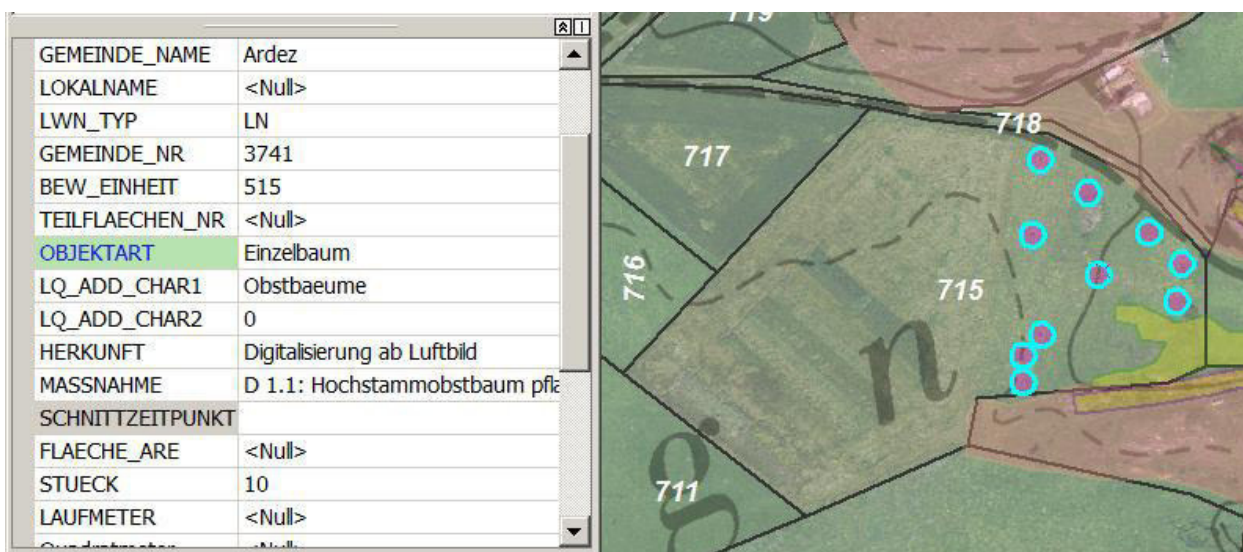 GEMEINDE_NAME Ardez
LOKALNAME <Null>
LWN_TYP LN
GEMEINDE_NR 3741
BEW_EINHEIT 515
TEILFLAECHEN_NR <Null>
OBJEKTART Einzelbaum
LQ_ADD_CHAR1 Obstbaeume
LQ_ADD_CHAR2 0
HERKUNFT Digitalisierung ab Luftbild
MASSNAHME D 1.1: Hochstammobstbaum pfla
SCHNITTZEITPUNKT
FLAECHE_ARE <Null>
STUECK 10
LAUFMETER <Null>
719
718
717
716
715
n
g
711